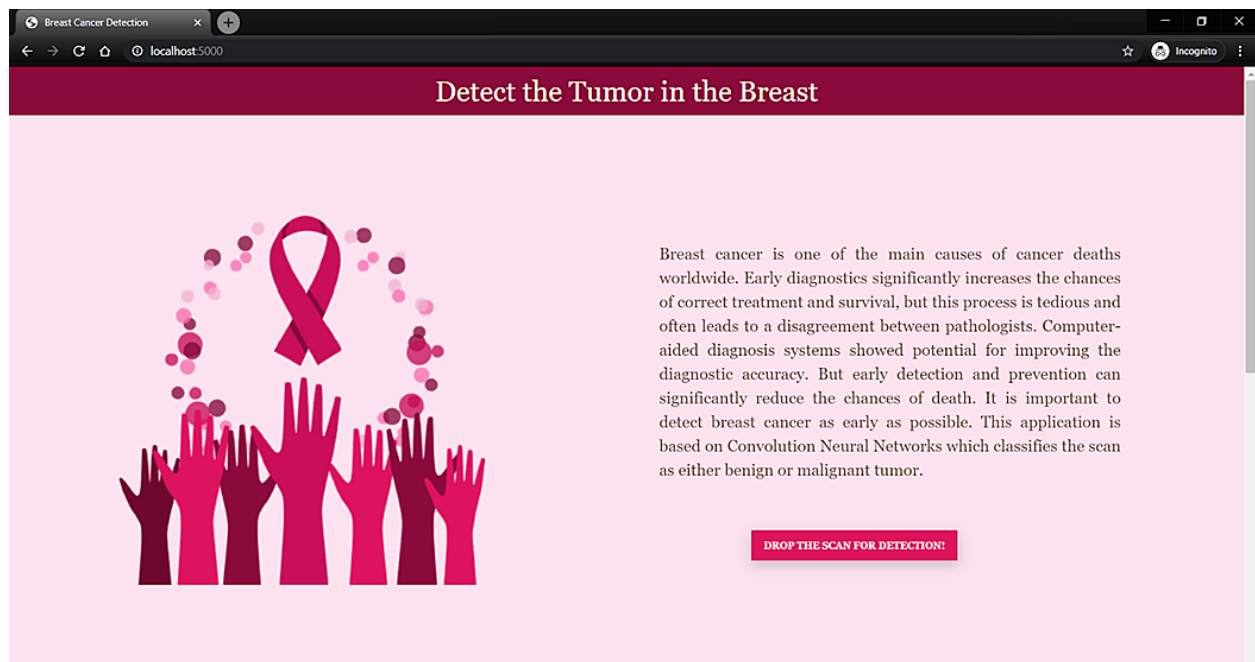 Breast Cancer Detection
localhost:5000
Incognito
Detect the Tumor in the Breast
Breast cancer is one of the main causes of cancer deaths
worldwide. Early diagnostics significantly increases the chances
of correct treatment and survival, but this process is tedious and
often leads to a disagreement between pathologists. Computer-
aided diagnosis systems showed potential for improving the
diagnostic accuracy. But early detection and prevention can
significantly reduce the chances of death. It is important to
detect breast cancer as early as possible. This application is
based on Convolution Neural Networks which classifies the scan
as either benign or malignant tumor.
DROP THE SCAN FOR DETECTION!